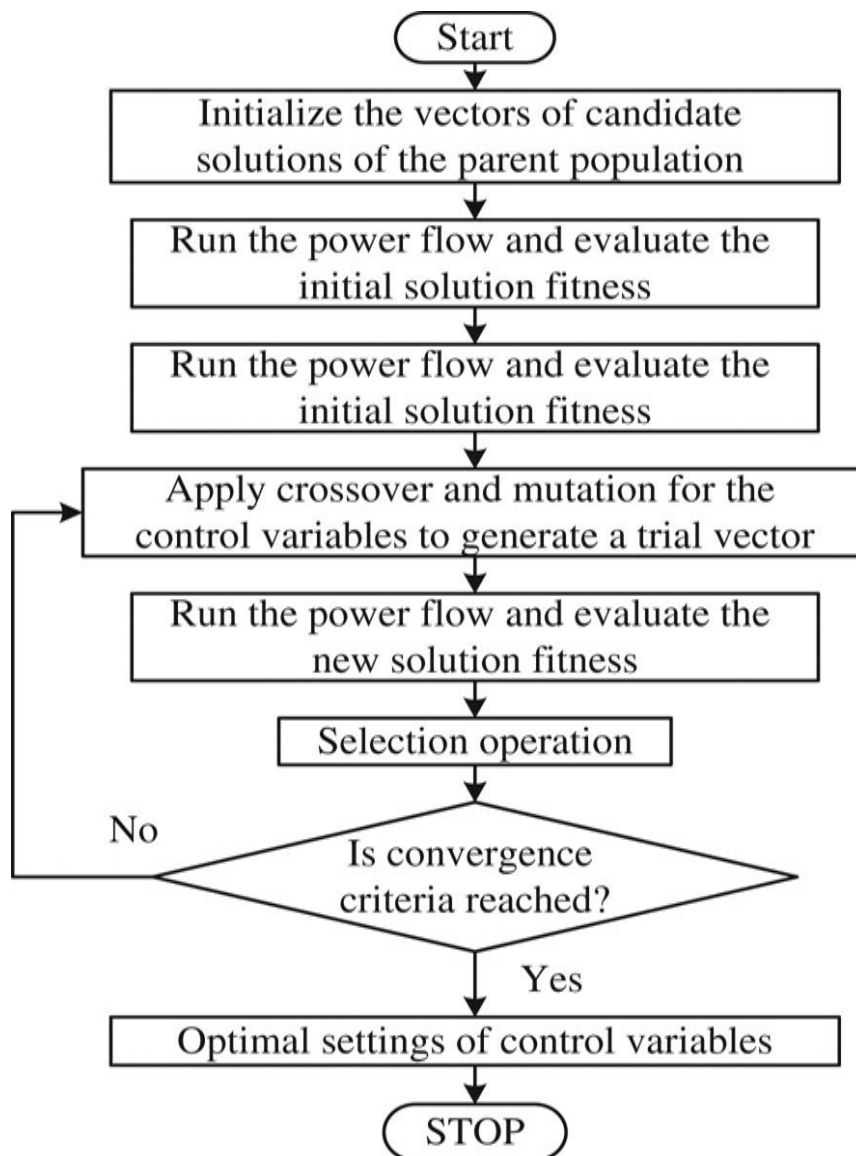 Start
Initialize the vectors of candidate
solutions of the parent population
Run the power flow and evaluate the
initial solution fitness
Run the power flow and evaluate the
initial solution fitness
Apply crossover and mutation for the
control variables to generate a trial vector
Run the power flow and evaluate the
new solution fitness
Selection operation
No
Is convergence
criteria reached?
Yes
Optimal settings of control variables
STOP